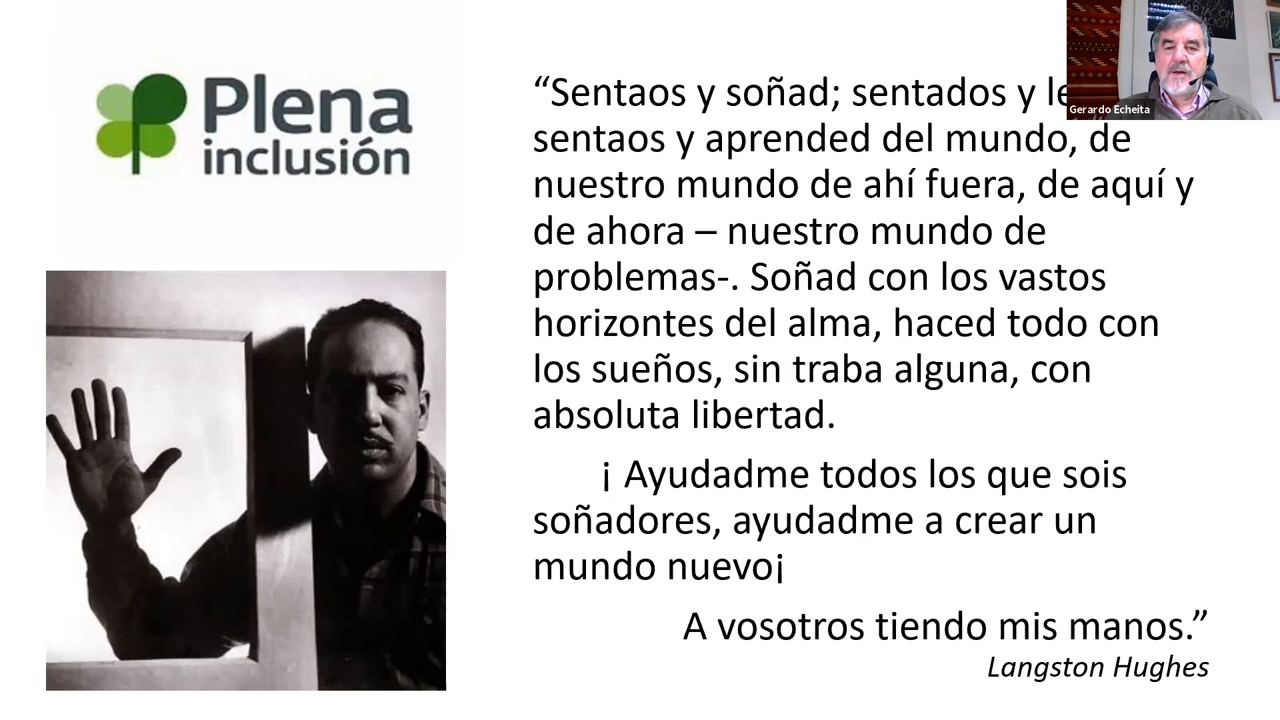 Plena
inclusión
“Sentaos y soñad; sentados y
sentaos y aprended del mundo, de
nuestro mundo de ahí fuera, de aquí y
de ahora – nuestro mundo de
problemas-. Soñad con los vastos
horizontes del alma, haced todo con
los sueños, sin traba alguna, con
absoluta libertad.
¡ Ayudadme todos los que sois
soñadores, ayudadme a crear un
mundo nuevo¡
A vosotros tiendo mis manos.”
Langston Hughes
Gerardo Echeita